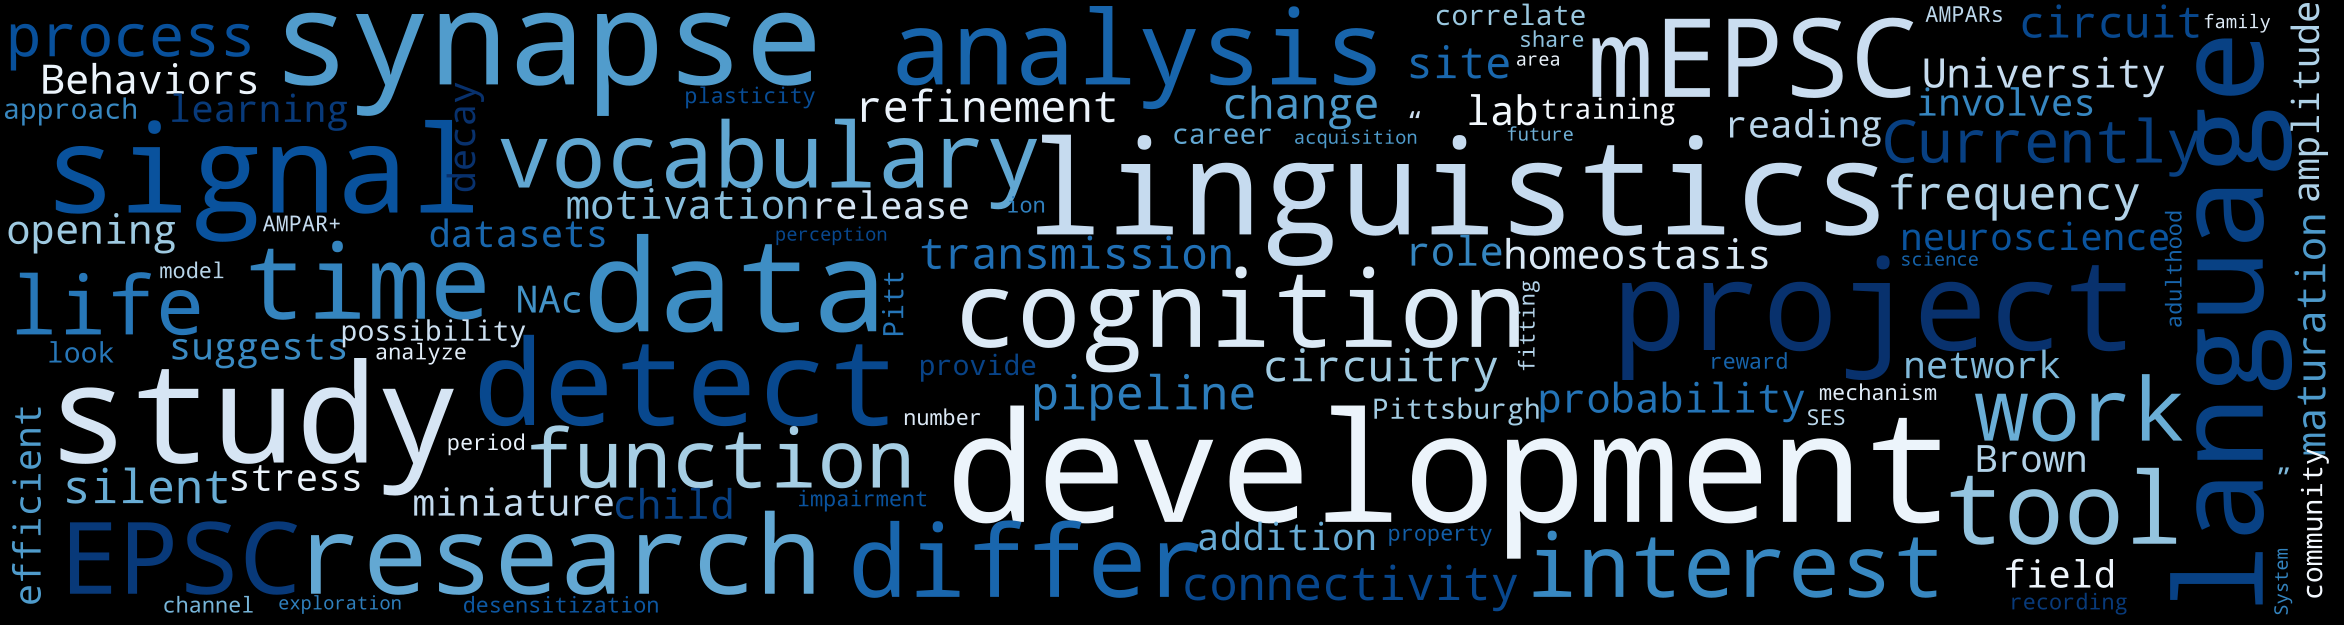 process
synapse
analysis
correlate
share
area
site
mEPSC
AMPARs
circuit
family
amplitude
Behaviors
approach
learning
decay
plasticity
refinement
change
career
acquisition
“
lab
training
future
University
involves
reading
Currently
language
signal
vocabulary
linguistics
frequency
motivation
release
ion
opening
AMPAR+
datasets
perception
transmission
role
homeostasis
neuroscience
science
adulthood
maturation
life
model
time
NAc
data
Pitt
cognition
fitting
project
possibility
suggests
look
analyze
detect
provide
circuitry
reward
network
study
period
number
pipeline
Pittsburgh
probability
mechanism
SES
work
efficient
silent
stress
function
development
Brown
tool
”
community
miniature
child
impairment
EPSC
research
differ
addition
property
connectivity
interest
field
recording
System
channel
exploration
desensitization